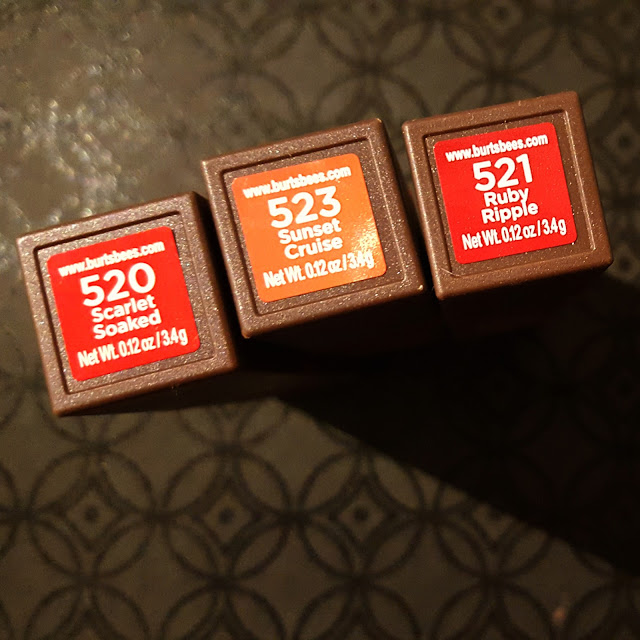 www.burtsbees.com
520
Scarlet
Soaked
Net Wt. 0.12 oz / 3.4 g
www.burtsbees.com
523
Sunset
Cruise
Net Wt. 0.12 oz / 3.4 g
www.burtsbees.com
521
Ruby
Ripple
Net Wt. 0.12 oz / 3.4 g